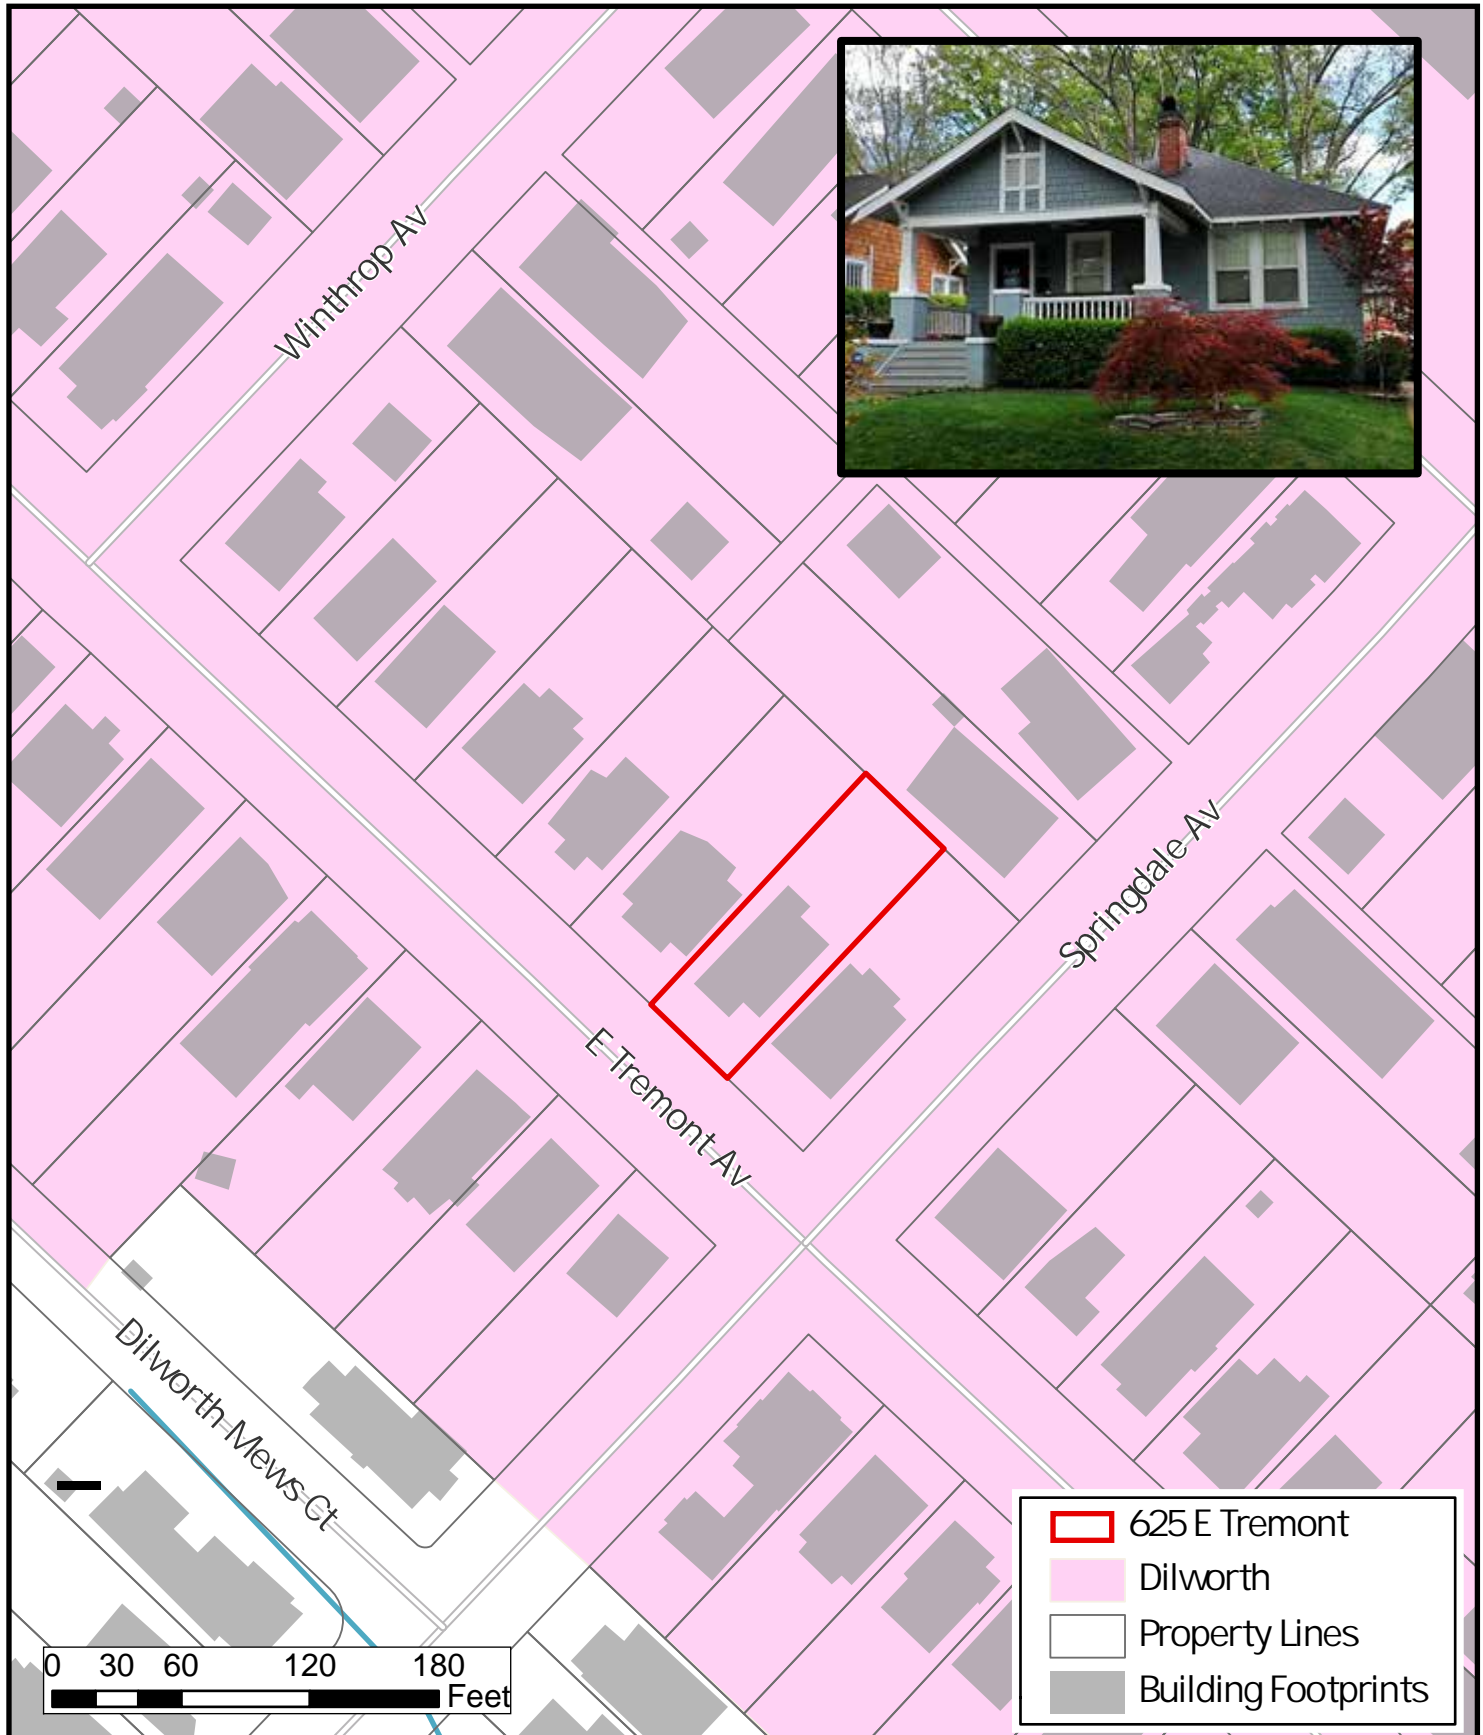 Winthrop Av
Springdale Av
E Tremont Av
Dilworth Mews Ct
625 E Tremont
Dilworth
Property Lines
Building Footprints
0 30 60 120 180
Feet